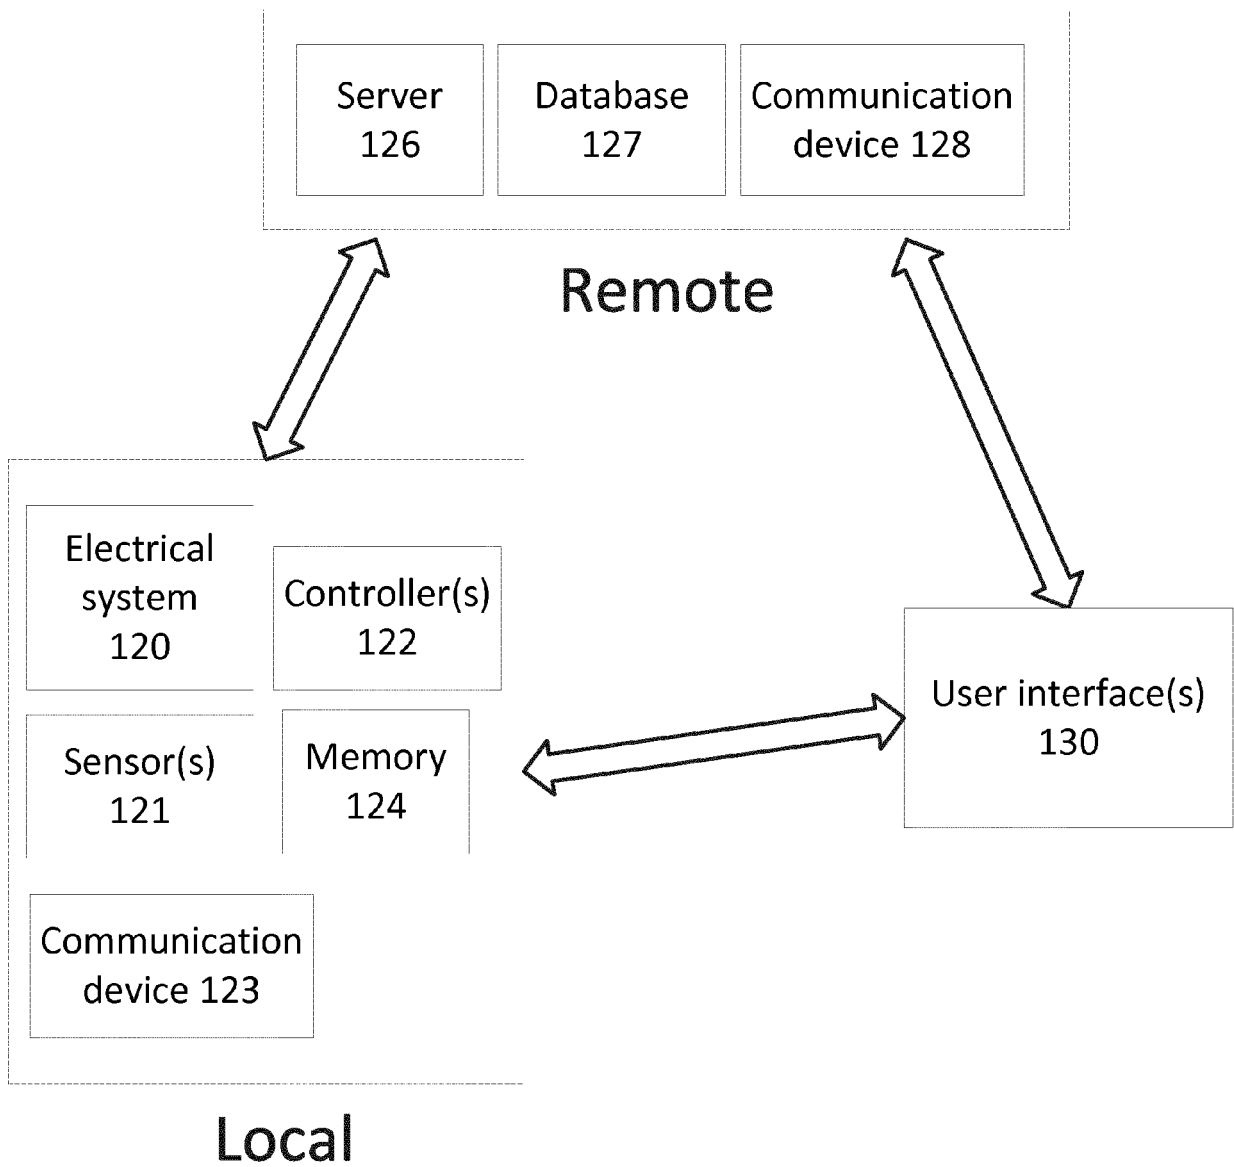 Server
126
Database
127
Communication
device 128
Remote
Electrical
system
120
Controller(s)
122
Sensor(s)
121
Memory
124
Communication
device 123
Local
User interface(s)
130